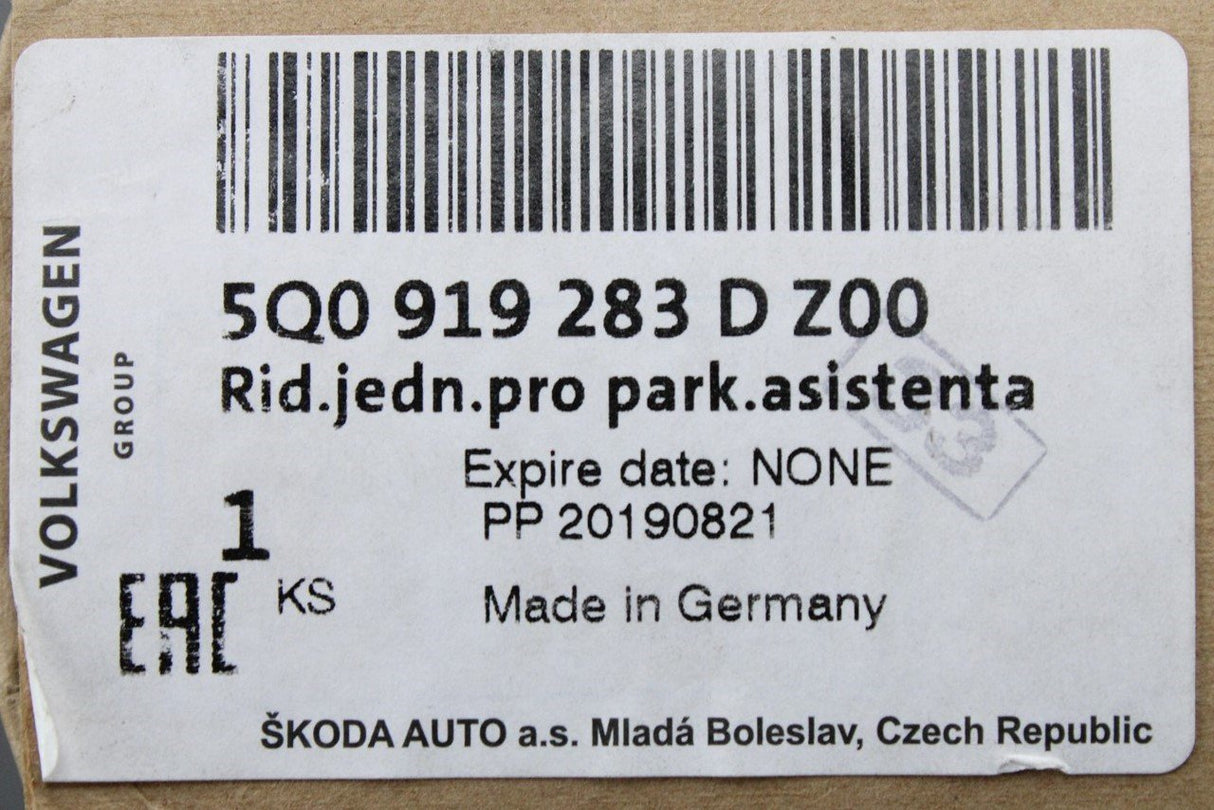 VOLKSWAGEN
GROUP
5Q0 919 283 D Z00
Rid.jedn.pro park.asistenta
Expire date: NONE
PP 20190821
1
KS
EAC
Made in Germany
ŠKODA AUTO a.s. Mladá Boleslav, Czech Republic